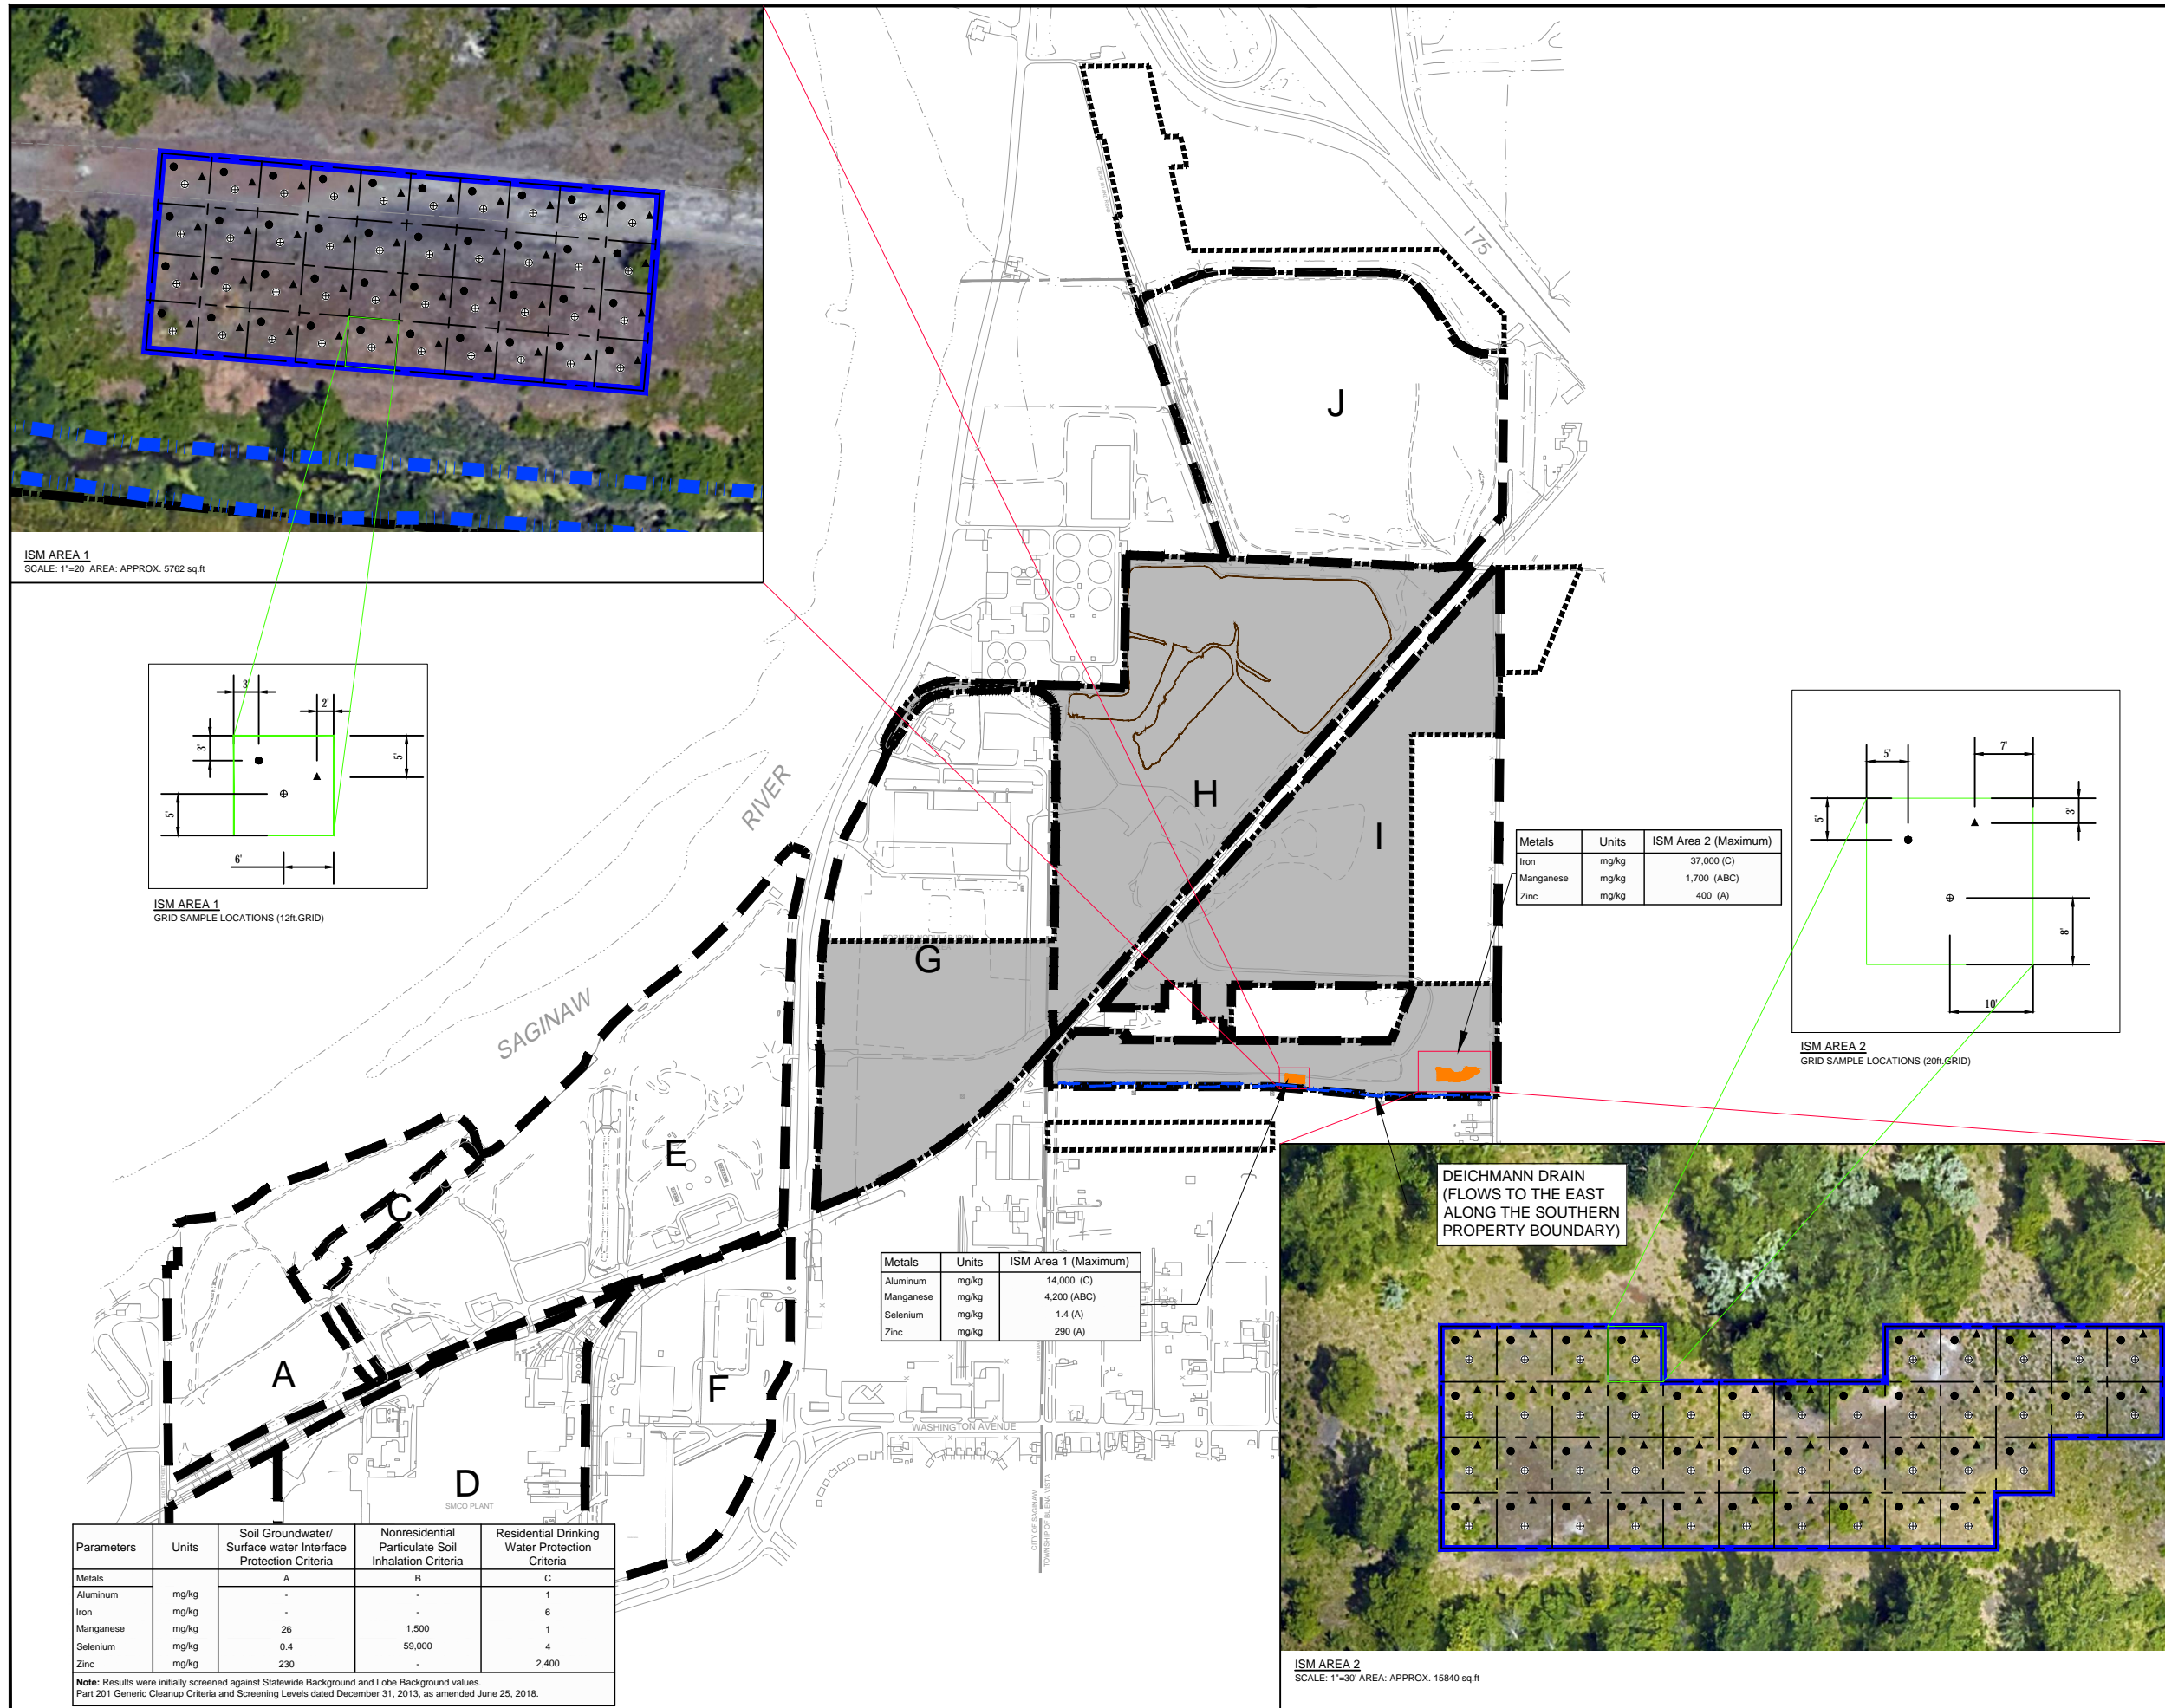 ISM AREA 1
SCALE: 1"=20 AREA: APPROX. 5762 sq.ft
I 75
J
3'
2'
3'
5'
5'
6'
ISM AREA 1
GRID SAMPLE LOCATIONS (12ft.GRID)
RIVER
SAGINAW
H
I
G
Metals Units ISM Area 2 (Maximum)
Iron mg/kg 37,000 (C)
Manganese mg/kg 1,700 (ABC)
Zinc mg/kg 400 (A)
5'
7'
5'
3'
8'
10'
ISM AREA 2
GRID SAMPLE LOCATIONS (20ft.GRID)
E
C
A
F
D
SMCO PLANT
DEICHMANN DRAIN
(FLOWS TO THE EAST
ALONG THE SOUTHERN
PROPERTY BOUNDARY)
Metals Units ISM Area 1 (Maximum)
Aluminum mg/kg 14,000 (C)
Manganese mg/kg 4,200 (ABC)
Selenium mg/kg 1.4 (A)
Zinc mg/kg 290 (A)
WASHINGTON AVENUE
CITY OF SAGINAW
TOWNSHIP OF BUENA VISTA
Parameters Units Soil Groundwater/ Surface water Interface Protection Criteria Nonresidential Particulate Soil Inhalation Criteria Residential Drinking Water Protection Criteria
Metals A B C
Aluminum mg/kg - - 1
Iron mg/kg - - 6
Manganese mg/kg 26 1,500 1
Selenium mg/kg 0.4 59,000 4
Zinc mg/kg 230 - 2,400
Note: Results were initially screened against Statewide Background and Lobe Background values.
Part 201 Generic Cleanup Criteria and Screening Levels dated December 31, 2013, as amended June 25, 2018.
ISM AREA 2
SCALE: 1"=30' AREA: APPROX. 15840 sq.ft